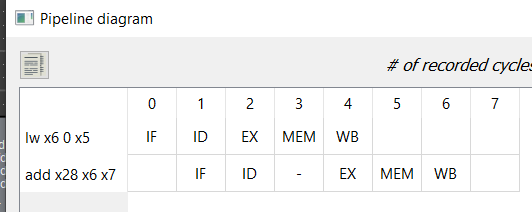 Pipeline diagram
# of recorded cycles
0 1 2 3 4 5 6 7
lw x6 0 x5 IF ID EX MEM WB
add x28 x6 x7 IF ID - EX MEM WB